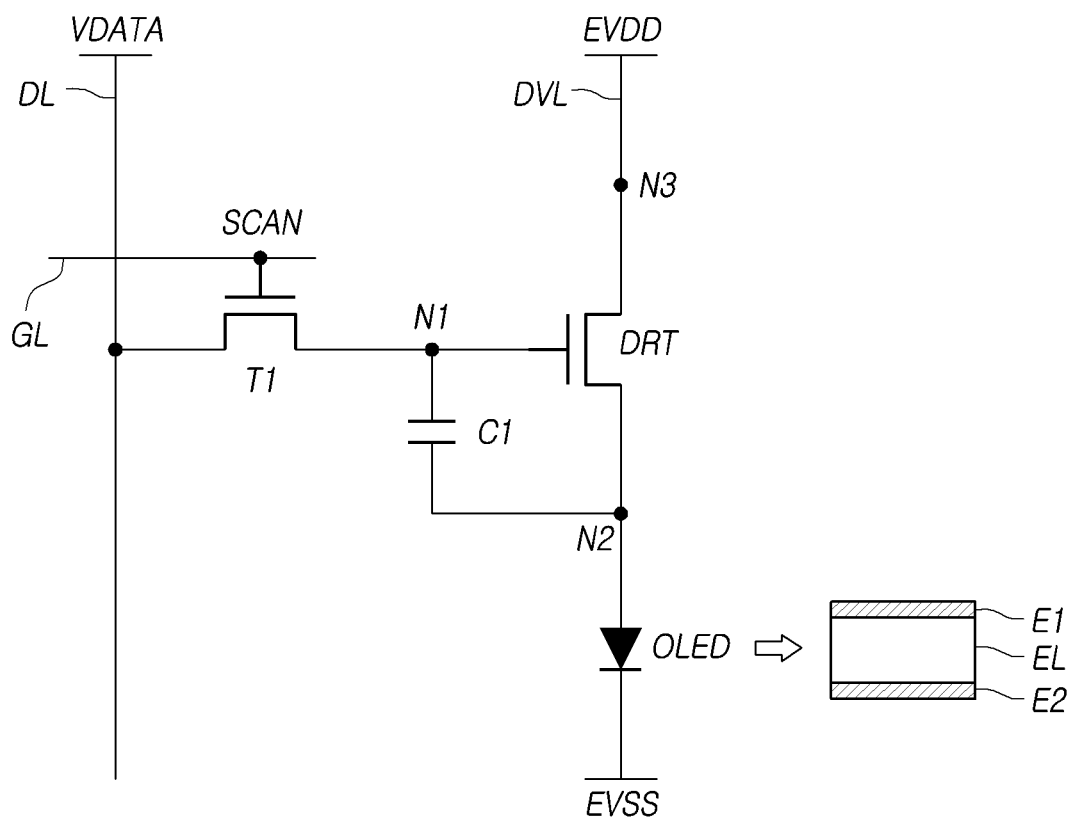 VDATA
EVDD
DL
DVL
N3
SCAN
GL
N1
DRT
T1
C1
N2
OLED
E1
EL
E2
EVSS